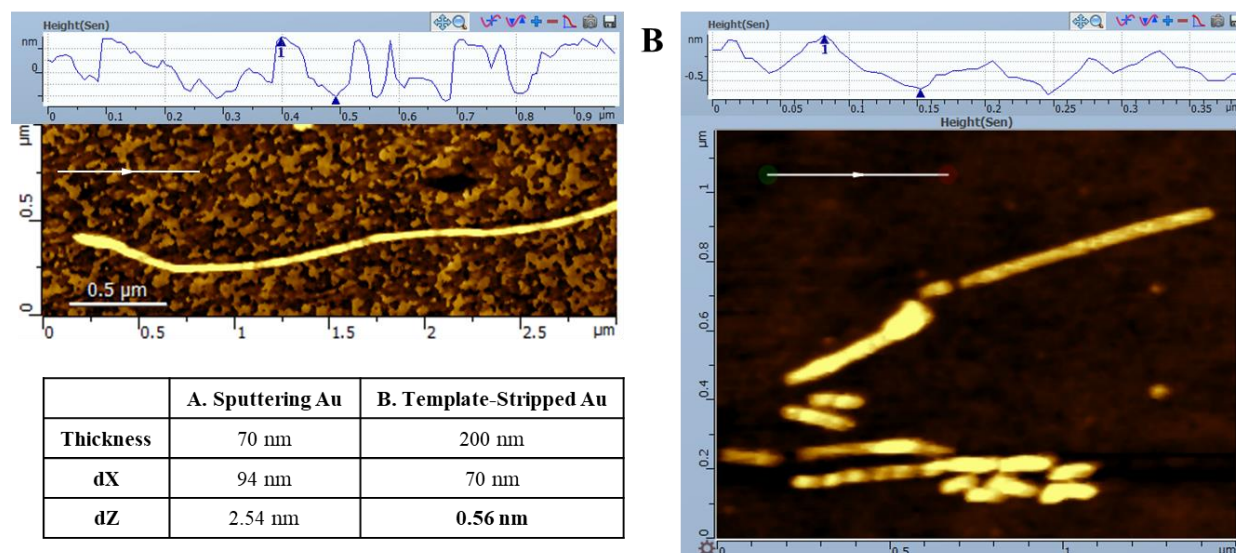 Height(Sen)
nm
0
1
0 0.1 0.2 0.3 0.4 0.5 0.6 0.7 0.8 0.9 µm
µm
0.5
0
0.5 µm
0 0.5 1 1.5 2 2.5 µm
A. Sputtering Au B. Template-Stripped Au
Thickness 70 nm 200 nm
dX 94 nm 70 nm
dZ 2.54 nm 0.56 nm
B
Height(Sen)
nm
-0.5
1
0 0.05 0.1 0.15 0.2 0.25 0.3 0.35 µm
Height(Sen)
µm
1
0.8
0.6
0.4
0.2
0
0 0.5 1 µm